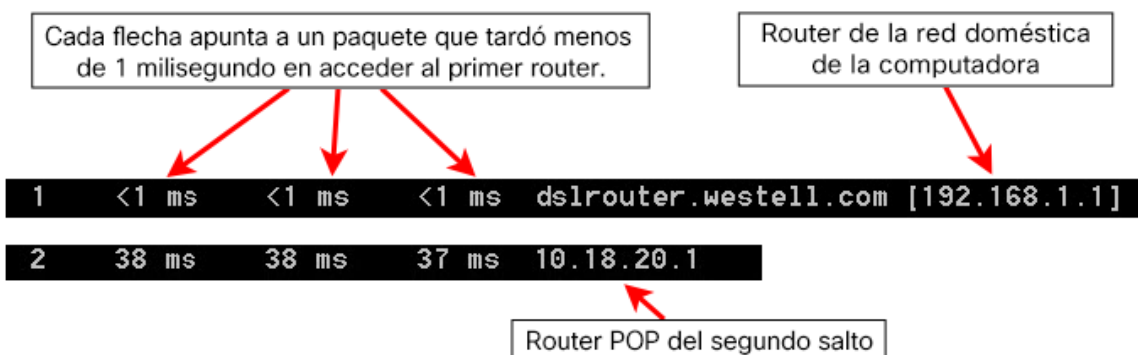 Cada flecha apunta a un paquete que tardó menos
de 1 milisegundo en acceder al primer router.
Router de la red doméstica
de la computadora
1 <1 ms <1 ms <1 ms dslrouter.westell.com [192.168.1.1]
2 38 ms 38 ms 37 ms 10.18.20.1
Router POP del segundo salto